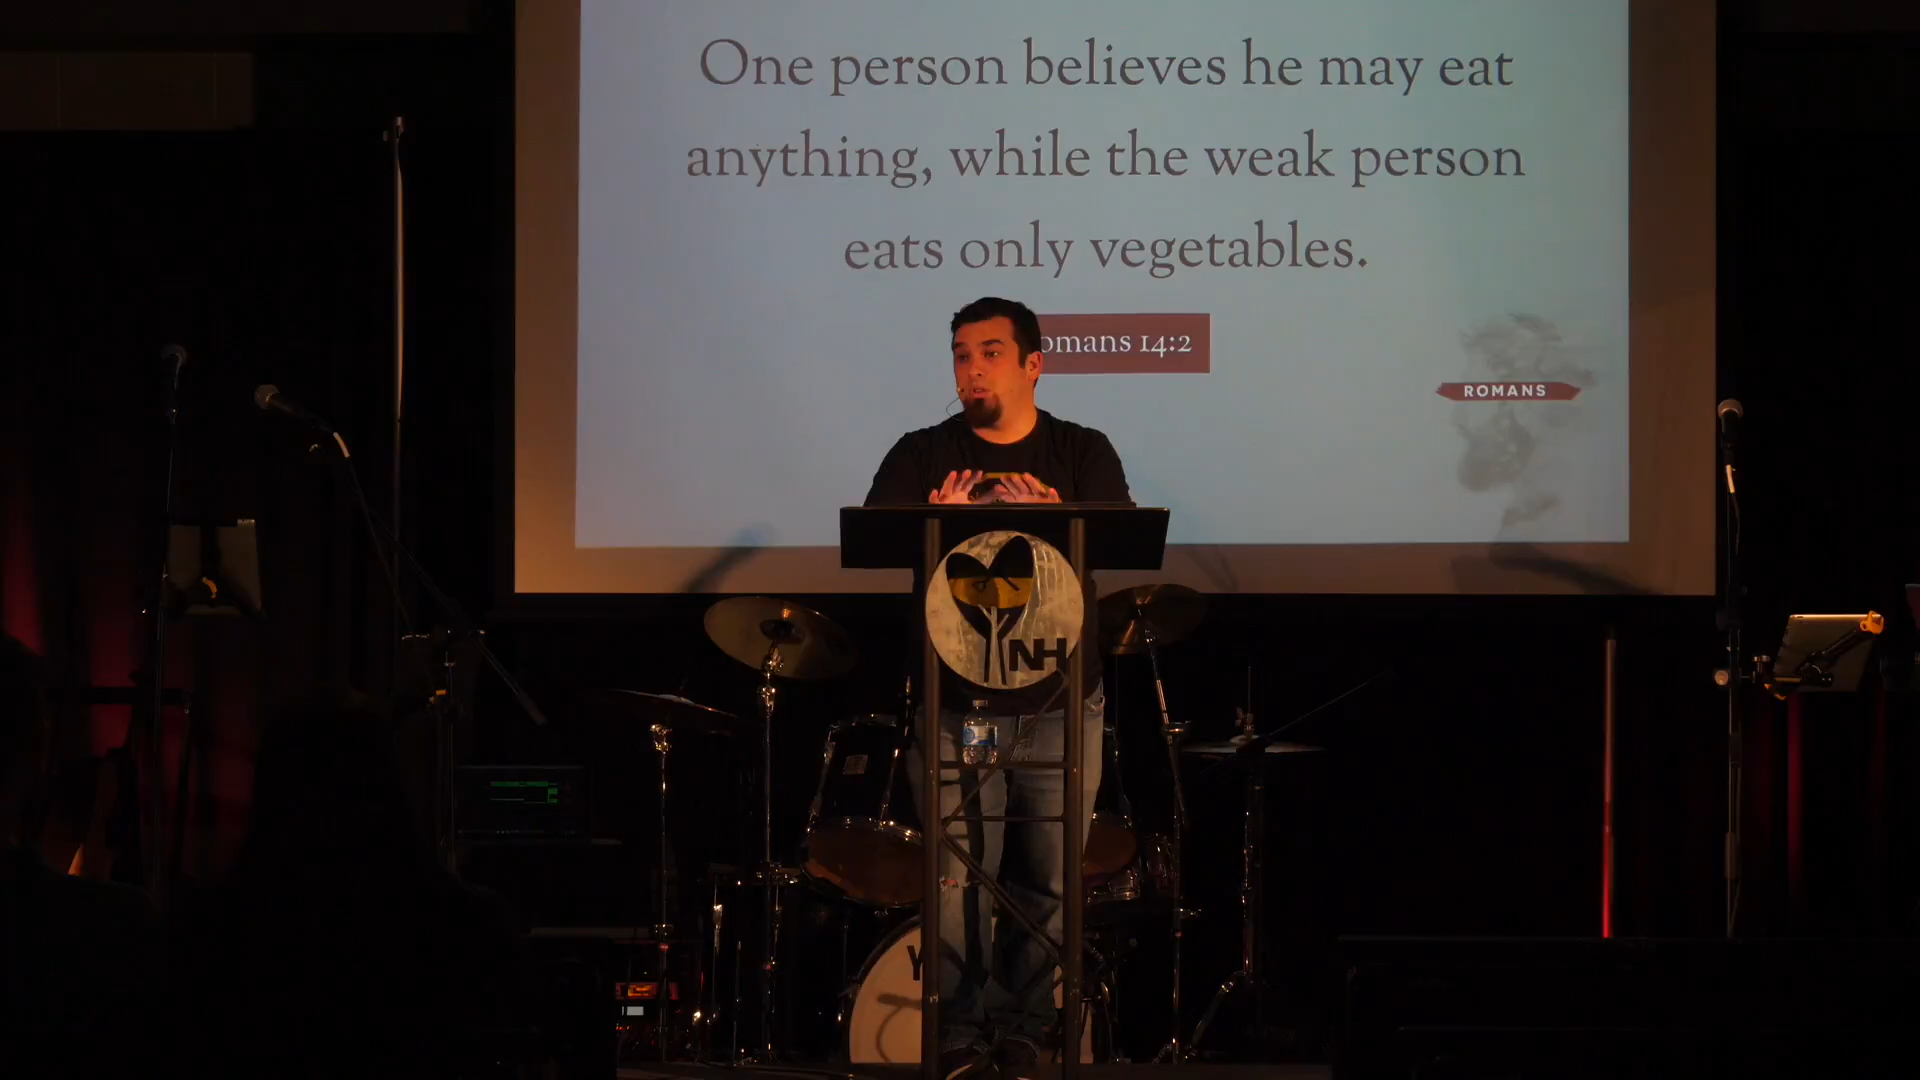 One person believes he may eat
anything, while the weak person
eats only vegetables.
omans 14:2
ROMANS
NH
Y